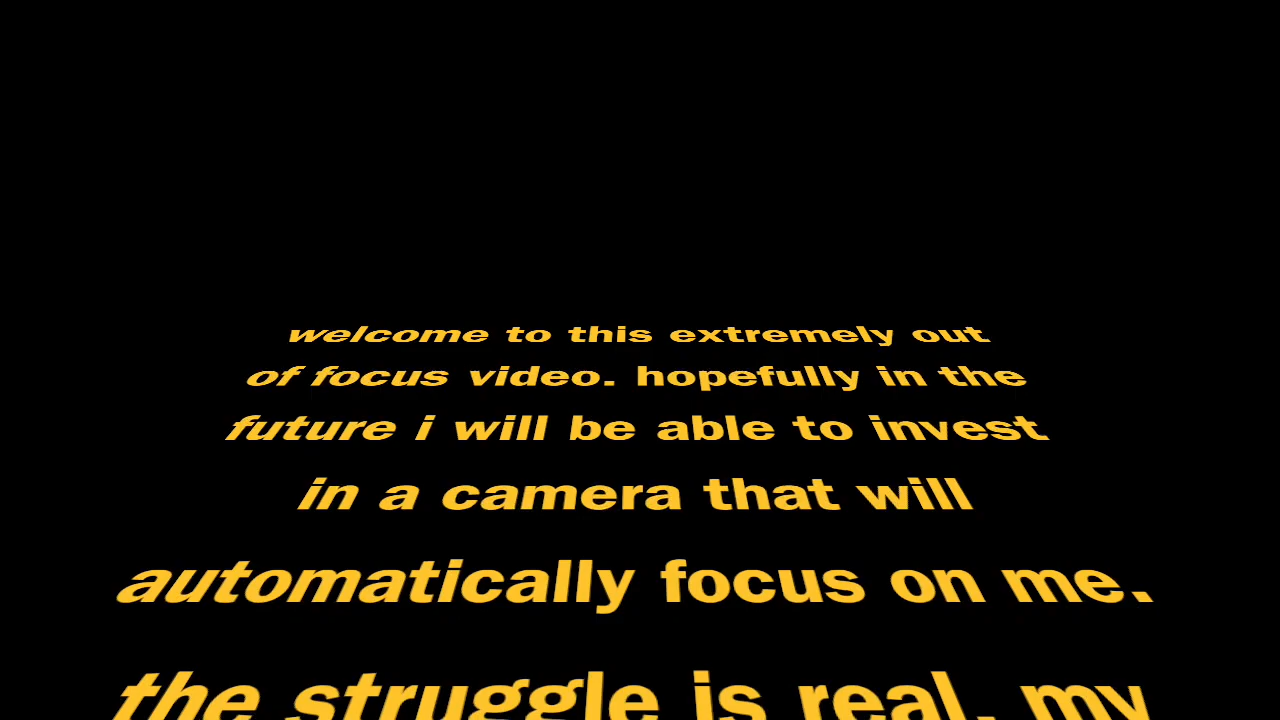 welcome to this extremely out
of focus video. hopefully in the
future i will be able to invest
in a camera that will
automatically focus on me.
the struggle is real. my